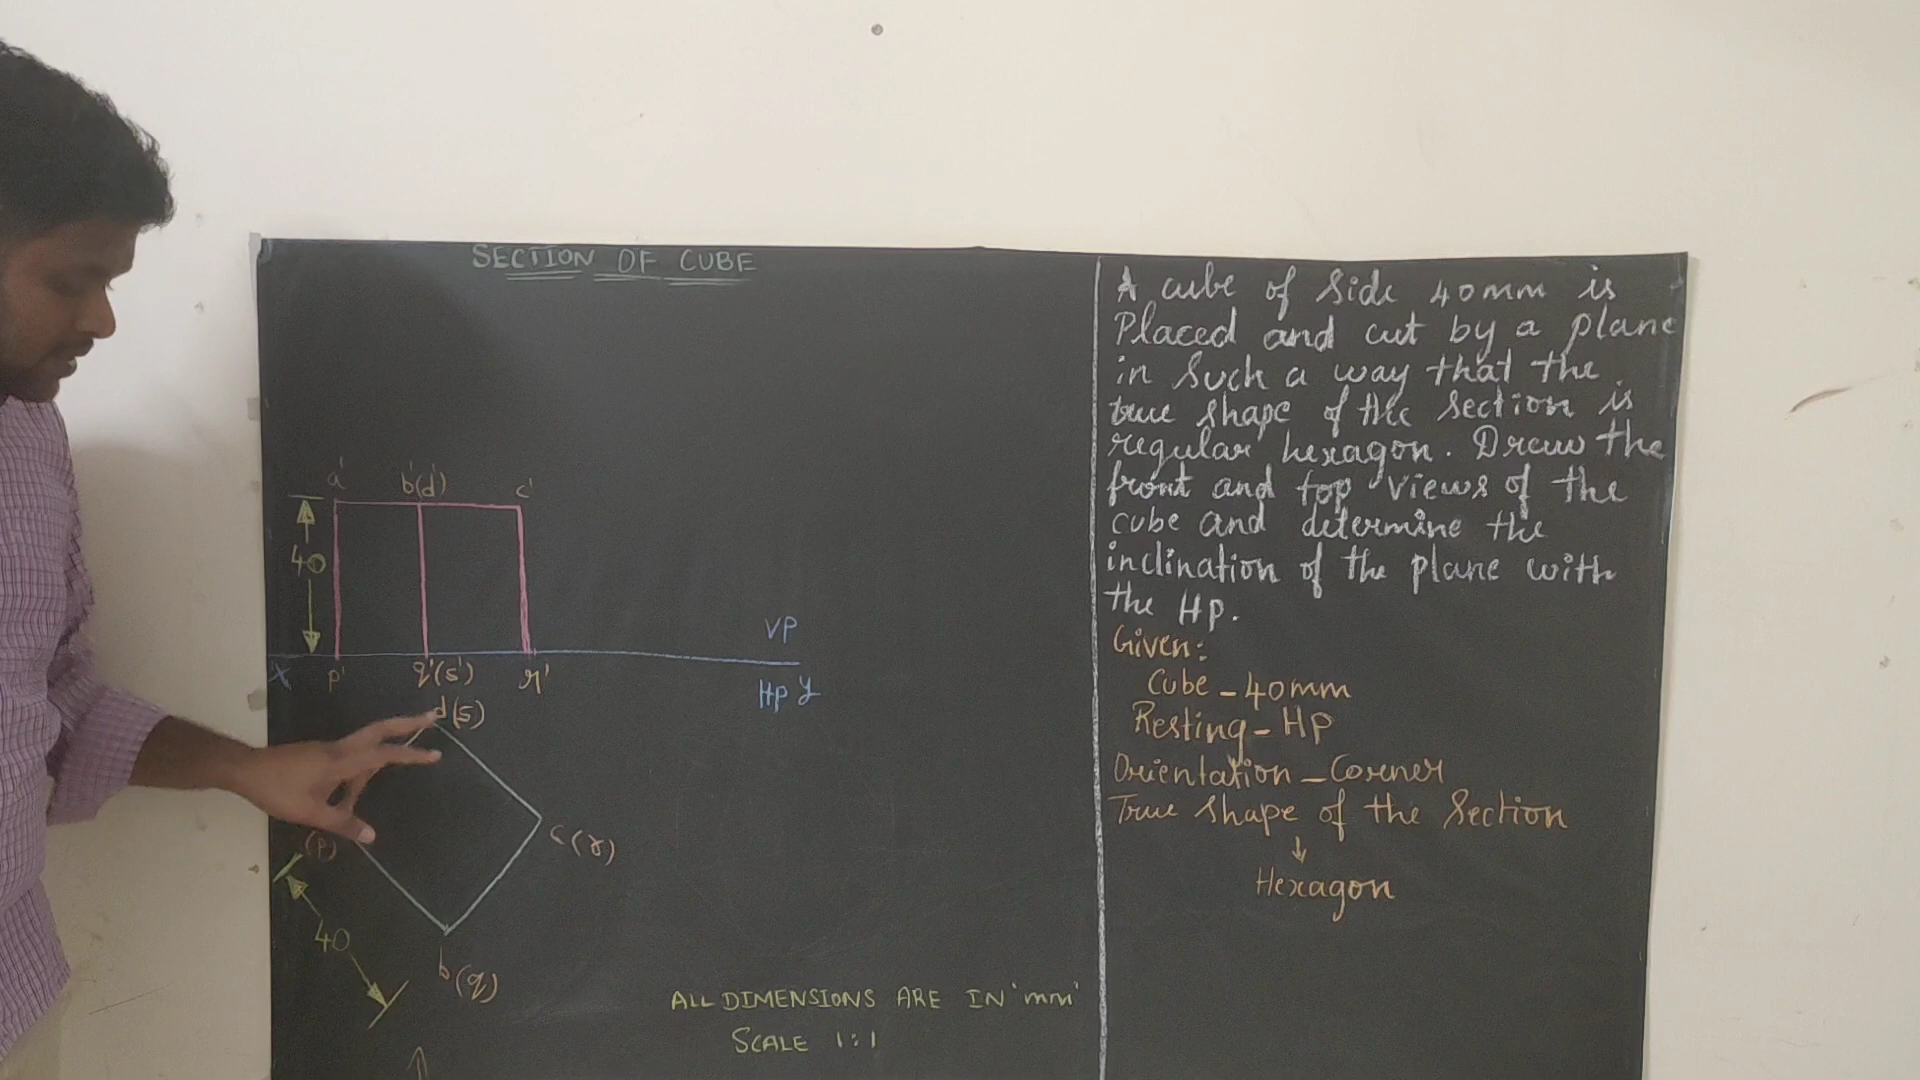 SECTION OF CUBE
a' b'(d') c'
40
VP
X p' q'(s') r'
HP y
d(s)
(p) c(r)
40
b(q)
ALL DIMENSIONS ARE IN 'mm'
SCALE 1:1
A cube of side 40mm is
Placed and cut by a plane
in such a way that the
true shape of the section is
regular hexagon. Draw the
front and top views of the
cube and determine the
inclination of the plane with
the HP.
Given:
Cube - 40mm
Resting - HP
Orientation - Corner
True shape of the section
↓
Hexagon